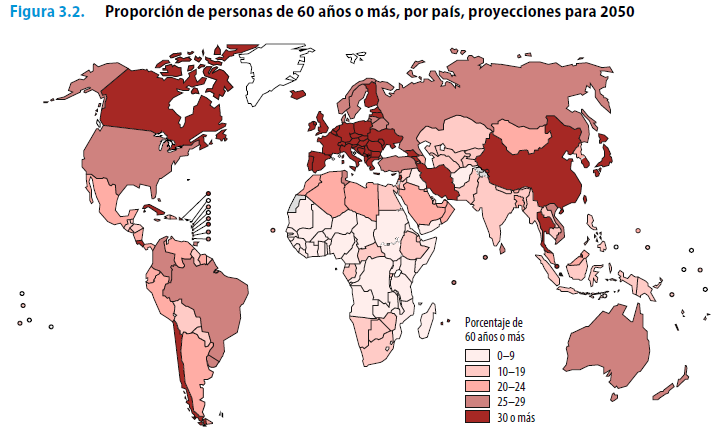 Figura 3.2. Proporción de personas de 60 años o más, por país, proyecciones para 2050
Porcentaje de
60 años o más
0–9
10–19
20–24
25–29
30 o más